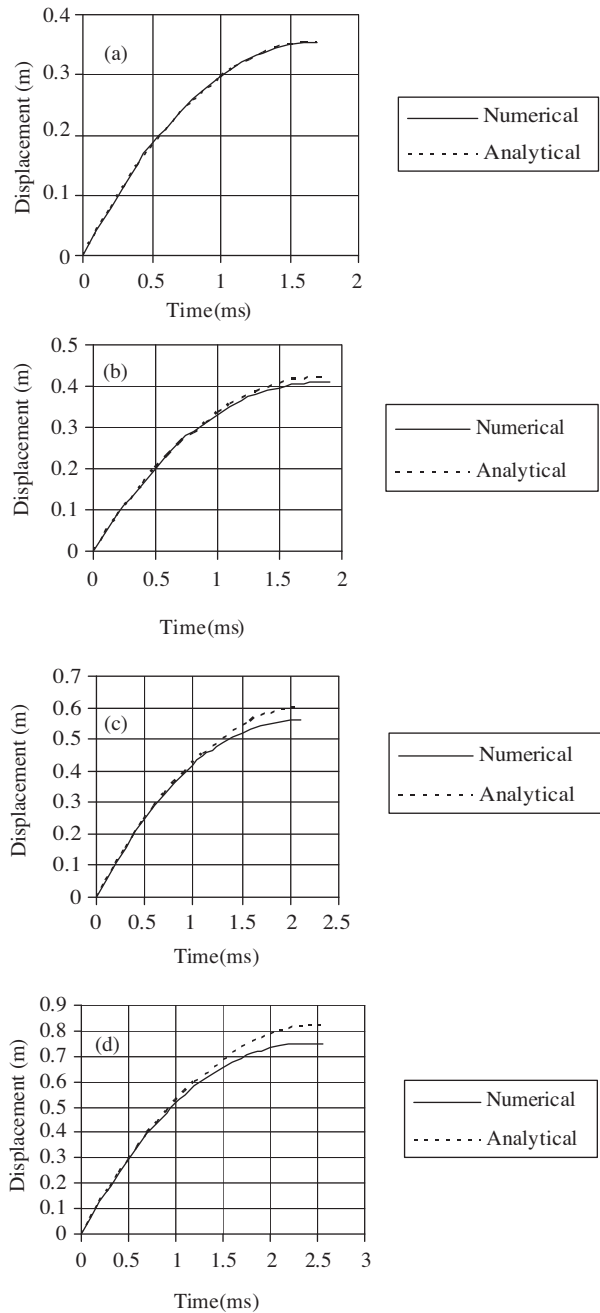 0.4
(a)
0.3
0.2
0.1
0
Displacement (m)
0 0.5 1 1.5 2
Time(ms)
Numerical
Analytical
0.5
(b)
0.4
0.3
0.2
0.1
0
Displacement (m)
0 0.5 1 1.5 2
Time(ms)
Numerical
Analytical
0.7
0.6
(c)
0.5
0.4
0.3
0.2
0.1
0
Displacement (m)
0 0.5 1 1.5 2 2.5
Time(ms)
Numerical
Analytical
0.9
0.8
(d)
0.7
0.6
0.5
0.4
0.3
0.2
0.1
0
Displacement (m)
0 0.5 1 1.5 2 2.5 3
Time(ms)
Numerical
Analytical